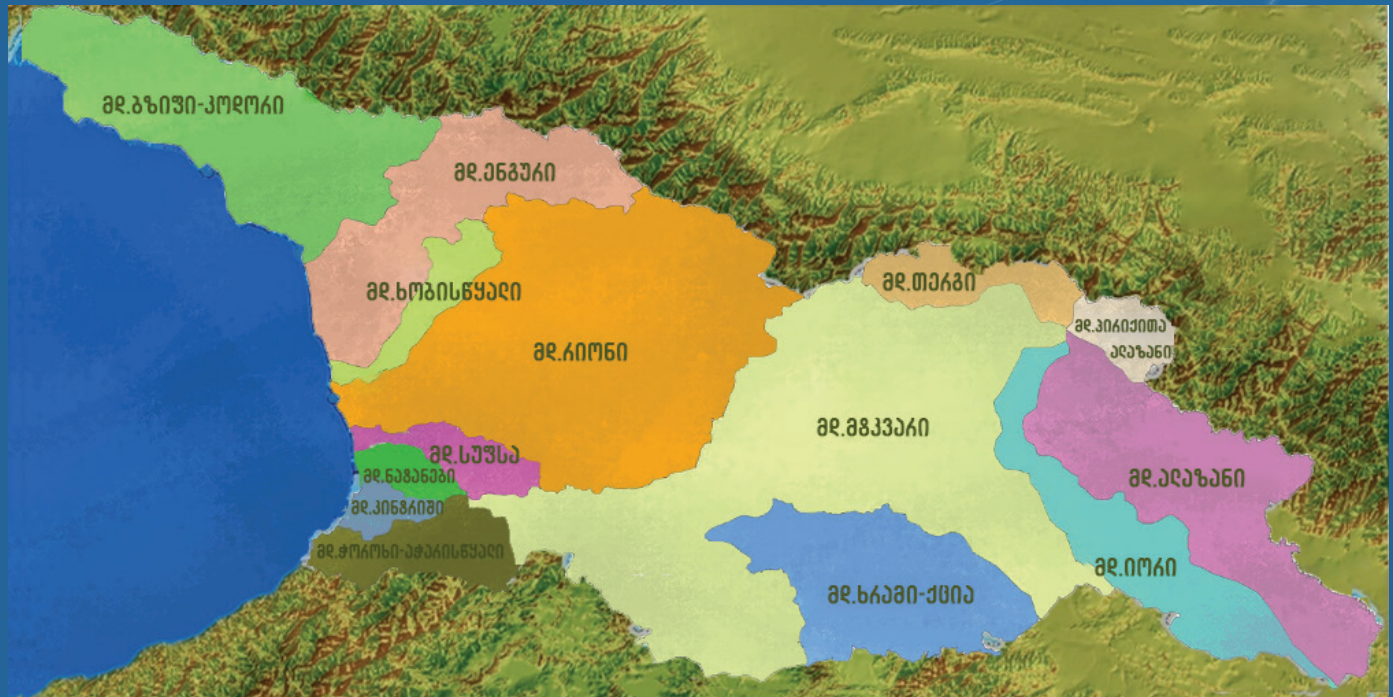 მდ.ბზიფი-კოდორი
მდ.ენგური
მდ.ხობისწყალი
მდ.თერგი
მდ.პირიქითა
ალაზანი
მდ.რიონი
მდ.მტკვარი
მდ.სუფსა
მდ.ნატანები
მდ.ალაზანი
მდ.კინტრიში
მდ.ჭოროხი-აჭარისწყალი
მდ.იორი
მდ.ხრამი-ქცია